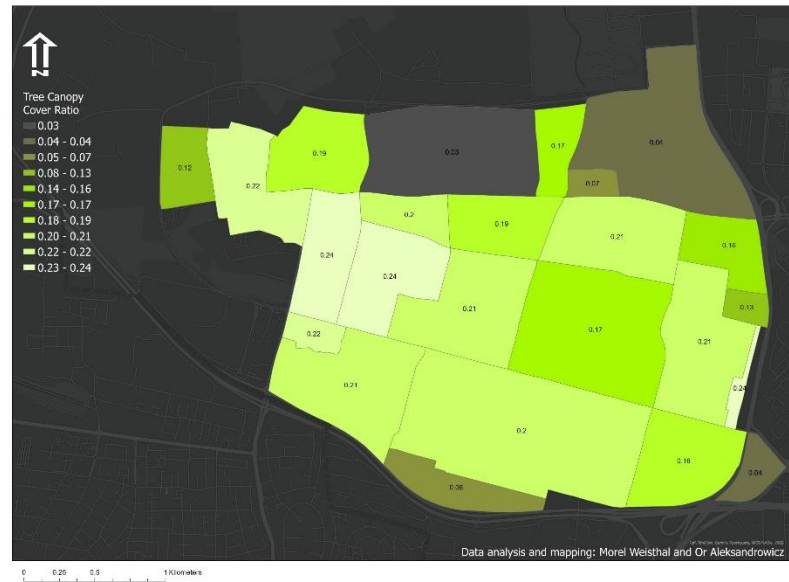 N
Tree Canopy
Cover Ratio
0.03
0.04 - 0.04
0.05 - 0.07
0.08 - 0.13
0.14 - 0.16
0.17 - 0.17
0.18 - 0.19
0.20 - 0.21
0.22 - 0.22
0.23 - 0.24
0.04
0.03
0.17
0.19
0.12
0.22
0.07
0.2
0.19
0.21
0.16
0.24
0.24
0.21
0.13
0.22
0.17
0.21
0.21
0.24
0.2
0.18
0.04
0.06
Data analysis and mapping: Morel Weisthal and Or Aleksandrowicz
0 0.25 0.5 1 Kilometers